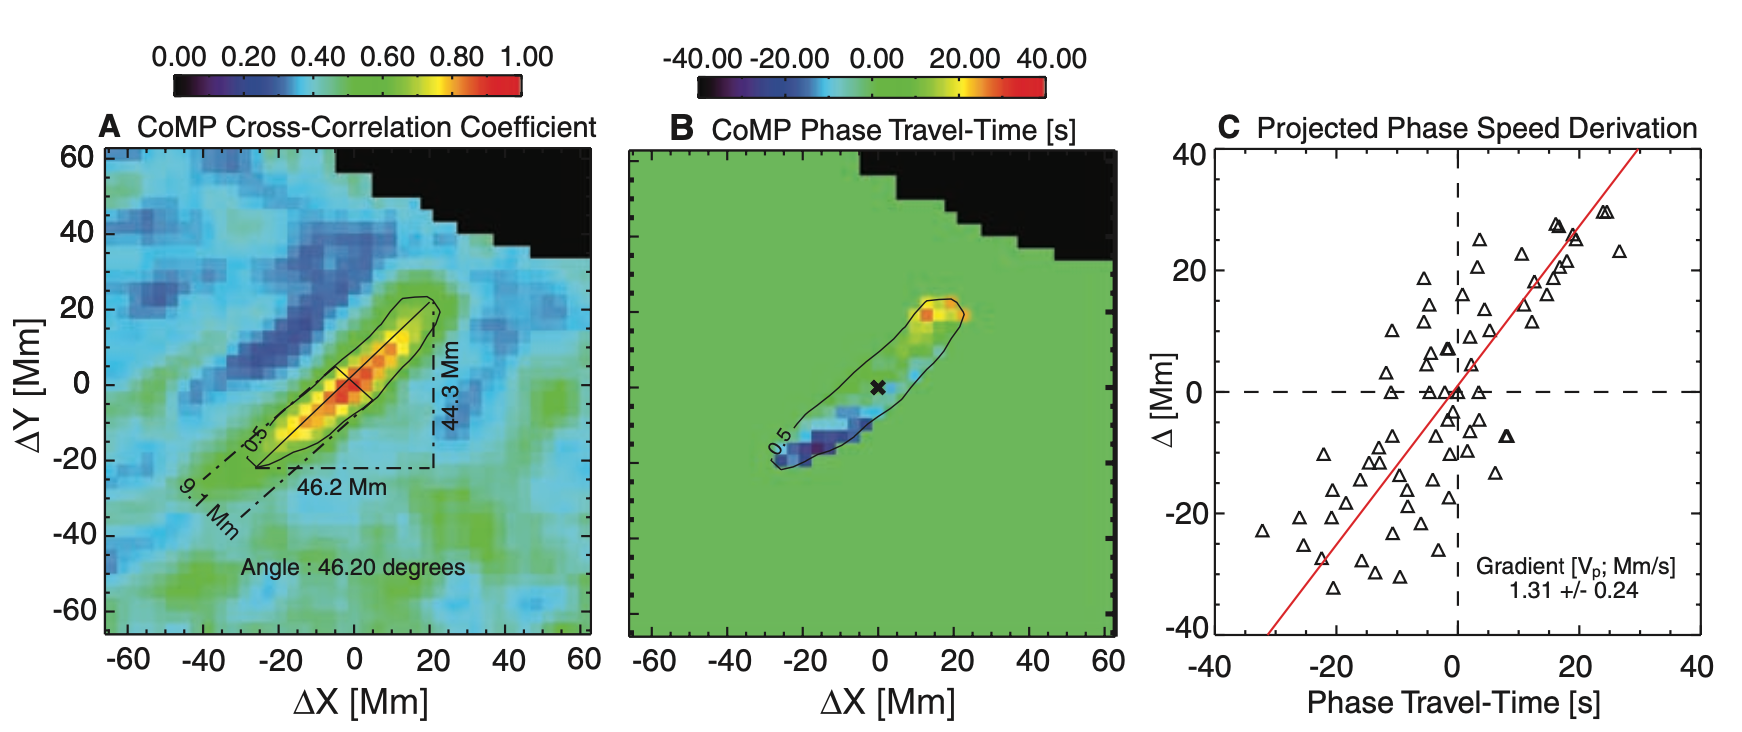 0.00 0.20 0.40 0.60 0.80 1.00
A CoMP Cross-Correlation Coefficient
60
40
20
0
-20
-40
-60
ΔY [Mm]
0.5
44.3 Mm
46.2 Mm
9.1 Mm
Angle : 46.20 degrees
-60 -40 -20 0 20 40 60
ΔX [Mm]
-40.00 -20.00 0.00 20.00 40.00
B CoMP Phase Travel-Time [s]
0.5
-60 -40 -20 0 20 40 60
ΔX [Mm]
C Projected Phase Speed Derivation
40
20
0
-20
-40
Δ [Mm]
Gradient [Vp; Mm/s]
1.31 +/- 0.24
-40 -20 0 20 40
Phase Travel-Time [s]